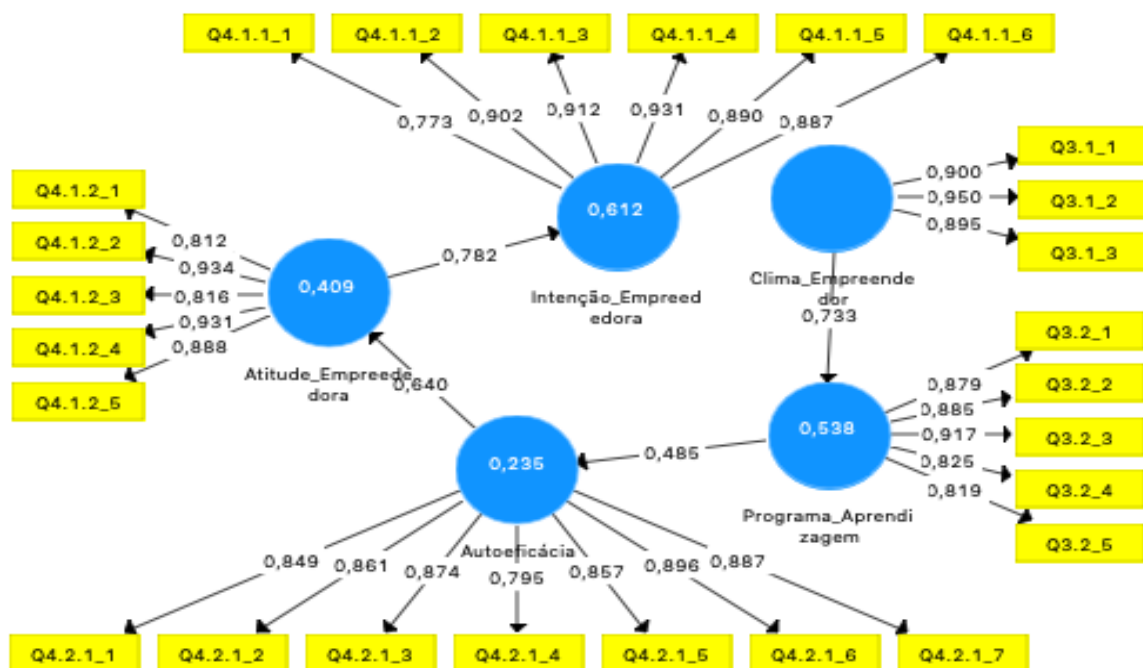 Q4.1.1_1
Q4.1.1_2
Q4.1.1_3
Q4.1.1_4
Q4.1.1_5
Q4.1.1_6
0,773
0,902
0,912
0,931
0,890
0,887
0,612
Intenção_Empreed
edora
Q3.1_1
Q3.1_2
Q3.1_3
0,900
0,950
0,895
Clima_Empreende
dor
0,733
Q4.1.2_1
Q4.1.2_2
Q4.1.2_3
Q4.1.2_4
Q4.1.2_5
0,812
0,934
0,816
0,931
0,888
0,409
0,782
Atitude_Empreede
dora
0,640
Q3.2_1
Q3.2_2
Q3.2_3
Q3.2_4
Q3.2_5
0,879
0,885
0,917
0,825
0,819
0,538
Programa_Aprendi
zagem
0,485
0,235
Autoeficácia
0,849
0,861
0,874
0,795
0,857
0,896
0,887
Q4.2.1_1
Q4.2.1_2
Q4.2.1_3
Q4.2.1_4
Q4.2.1_5
Q4.2.1_6
Q4.2.1_7